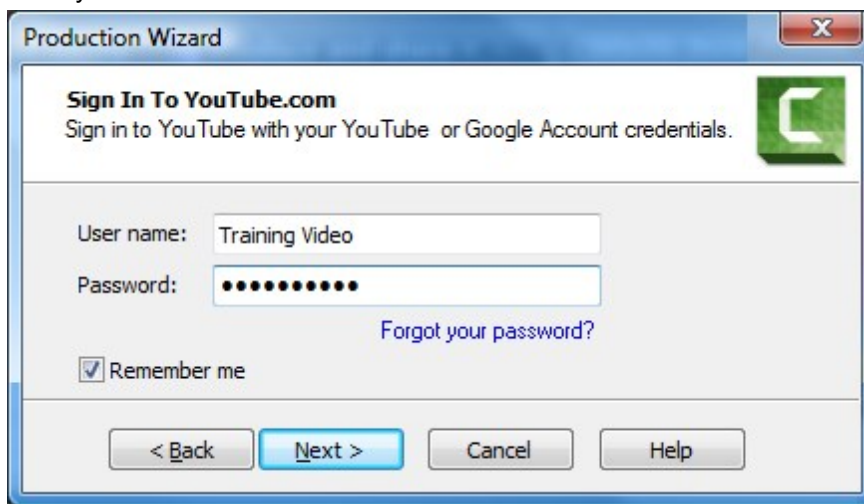 Production Wizard
Sign In To YouTube.com
Sign in to YouTube with your YouTube or Google Account credentials.
User name: Training Video
Password: ●●●●●●●●●●
Forgot your password?
Remember me
< Back Next > Cancel Help